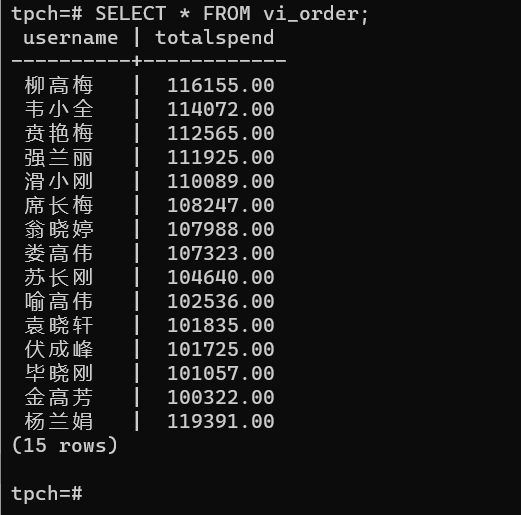 tpch=# SELECT * FROM vi_order;
username | totalspend
----------+------------
柳高梅 | 116155.00
韦小全 | 114072.00
贲艳梅 | 112565.00
强兰丽 | 111925.00
滑小刚 | 110089.00
席长梅 | 108247.00
翁晓婷 | 107988.00
娄高伟 | 107323.00
苏长刚 | 104640.00
喻高伟 | 102536.00
袁晓轩 | 101835.00
伏成峰 | 101725.00
毕晓刚 | 101057.00
金高芳 | 100322.00
杨兰娟 | 119391.00
(15 rows)
tpch=#